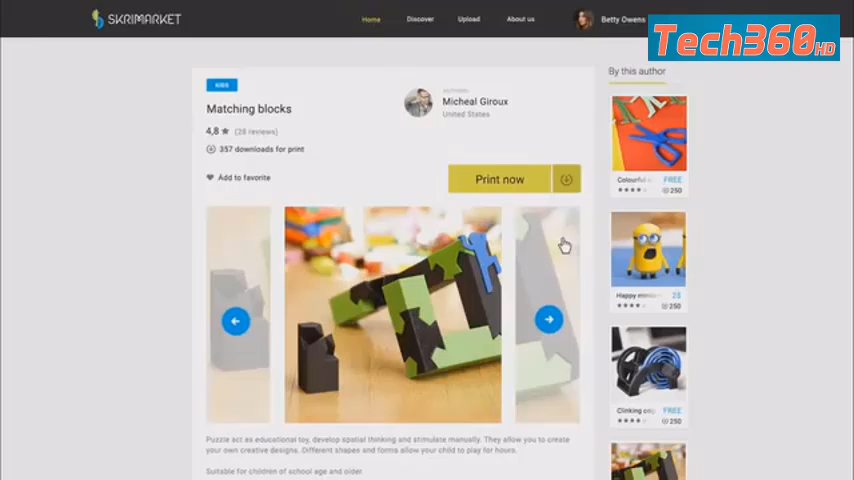 SKRIMARKET
Home
Discover
Upload
About us
Betty Owens
Tech360HD
KIDS
Matching blocks
4,8
(28 reviews)
357 downloads for print
Add to favorite
AUTHOR:
Micheal Giroux
United States
Print now
Puzzle act as educational toy, develop spatial thinking and stimulate manually. They allow you to create
your own creative designs. Different shapes and forms allow your child to play for hours.
Suitable for children of school age and older.
By this author
Colourful
FREE
250
Happy
2$
250
Clinking
FREE
250